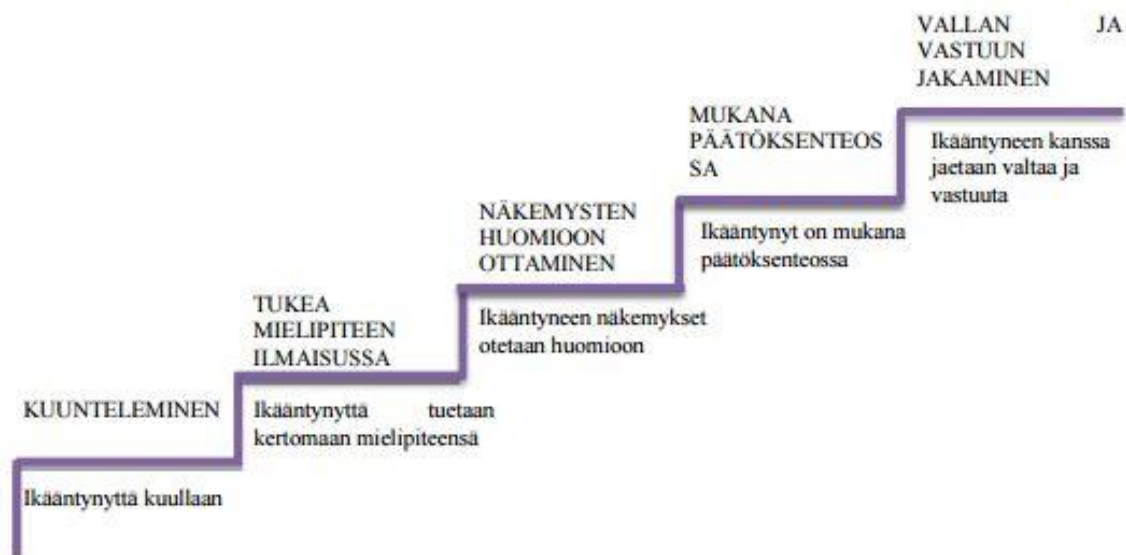 VALLAN JA
VASTUUN
JAKAMINEN
Ikääntyneen kanssa
jaetaan valtaa ja
vastuuta
MUKANA
PÄÄTÖKSENTEOS
SA
Ikääntynyt on mukana
päätöksenteossa
NÄKEMYSTEN
HUOMIOON
OTTAMINEN
Ikääntyneen näkemykset
otetaan huomioon
TUKEA
MIELIPITEEN
ILMAISUSSA
Ikääntynyttä tuetaan
kertomaan mielipiteensä
KUUNTELEMINEN
Ikääntynyttä kuullaan